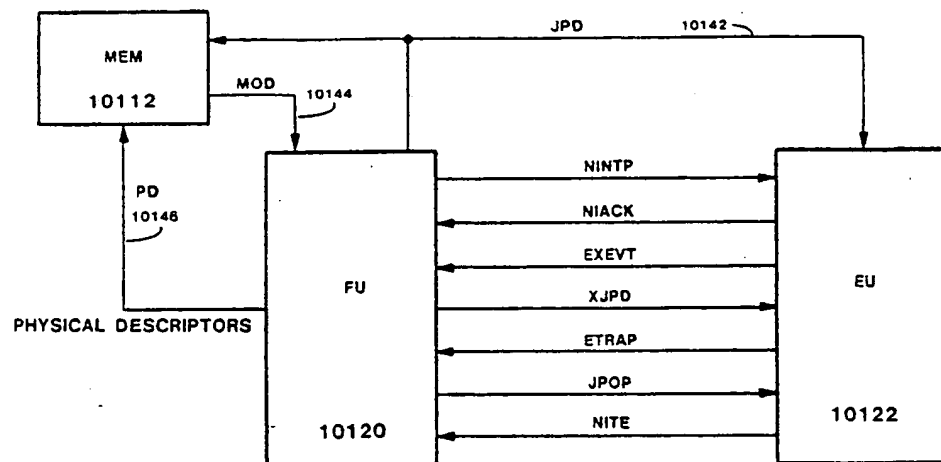 JPD
10142
MEM
10112
MOD
10144
PD
10146
PHYSICAL DESCRIPTORS
FU
10120
NINTP
NIACK
EXEVT
XJPD
ETRAP
JPOP
NITE
EU
10122